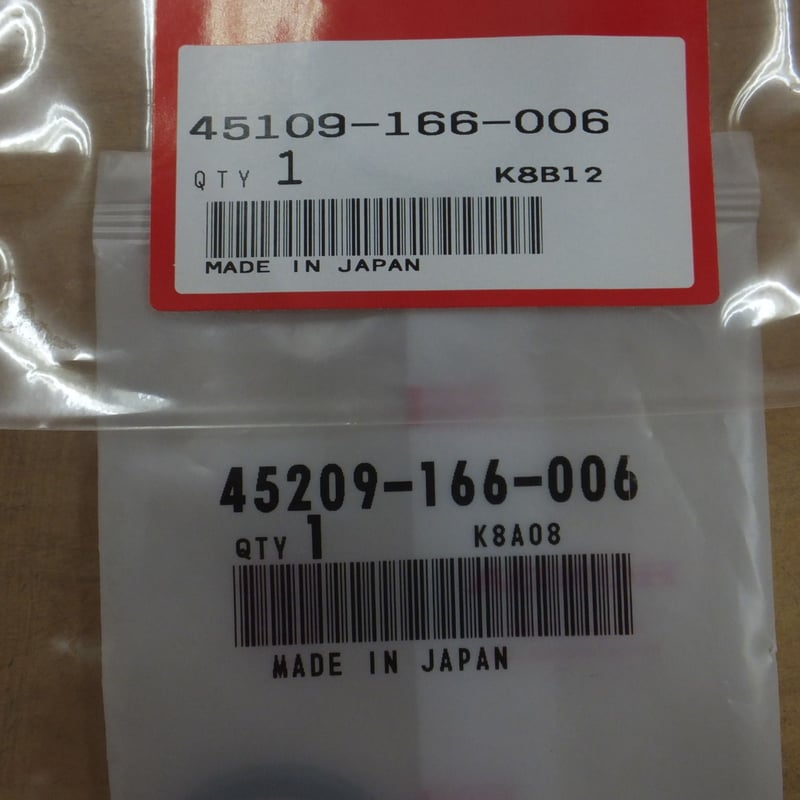 45109-166-006
QTY 1 K8B12
MADE IN JAPAN
45209-166-006
QTY 1 K8A08
MADE IN JAPAN